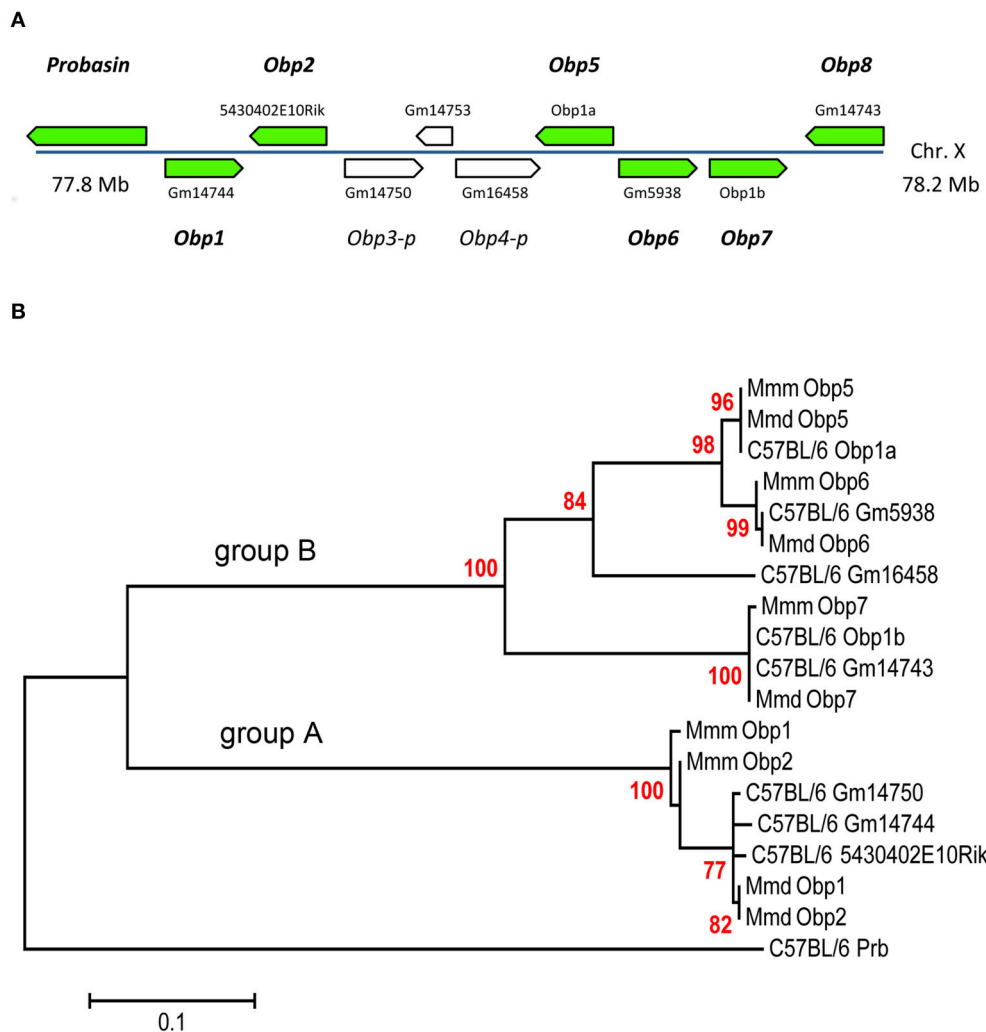 A
Probasin Obp2 Obp5 Obp8
5430402E10Rik Gm14753 Obp1a Gm14743
Chr. X
77.8 Mb 78.2 Mb
Gm14744 Gm14750 Gm16458 Gm5938 Obp1b
Obp1 Obp3-p Obp4-p Obp6 Obp7
B
Mmm Obp5
96
Mmd Obp5
98
C57BL/6 Obp1a
Mmm Obp6
84
C57BL/6 Gm5938
99
Mmd Obp6
group B
100
C57BL/6 Gm16458
Mmm Obp7
C57BL/6 Obp1b
C57BL/6 Gm14743
100
Mmd Obp7
group A
Mmm Obp1
Mmm Obp2
100
C57BL/6 Gm14750
C57BL/6 Gm14744
C57BL/6 5430402E10Rik
77
Mmd Obp1
Mmd Obp2
82
C57BL/6 Prb
0.1